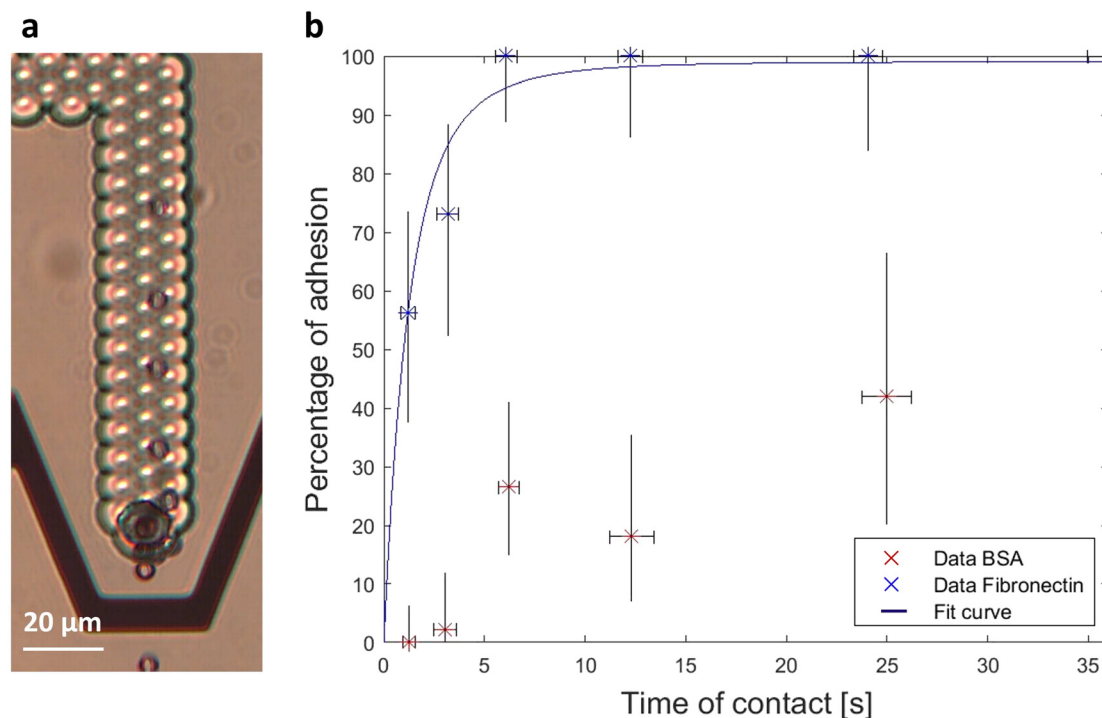 a
b
20 µm
Percentage of adhesion
100
90
80
70
60
50
40
30
20
10
0
0 5 10 15 20 25 30 35
Time of contact [s]
Data BSA
Data Fibronectin
Fit curve